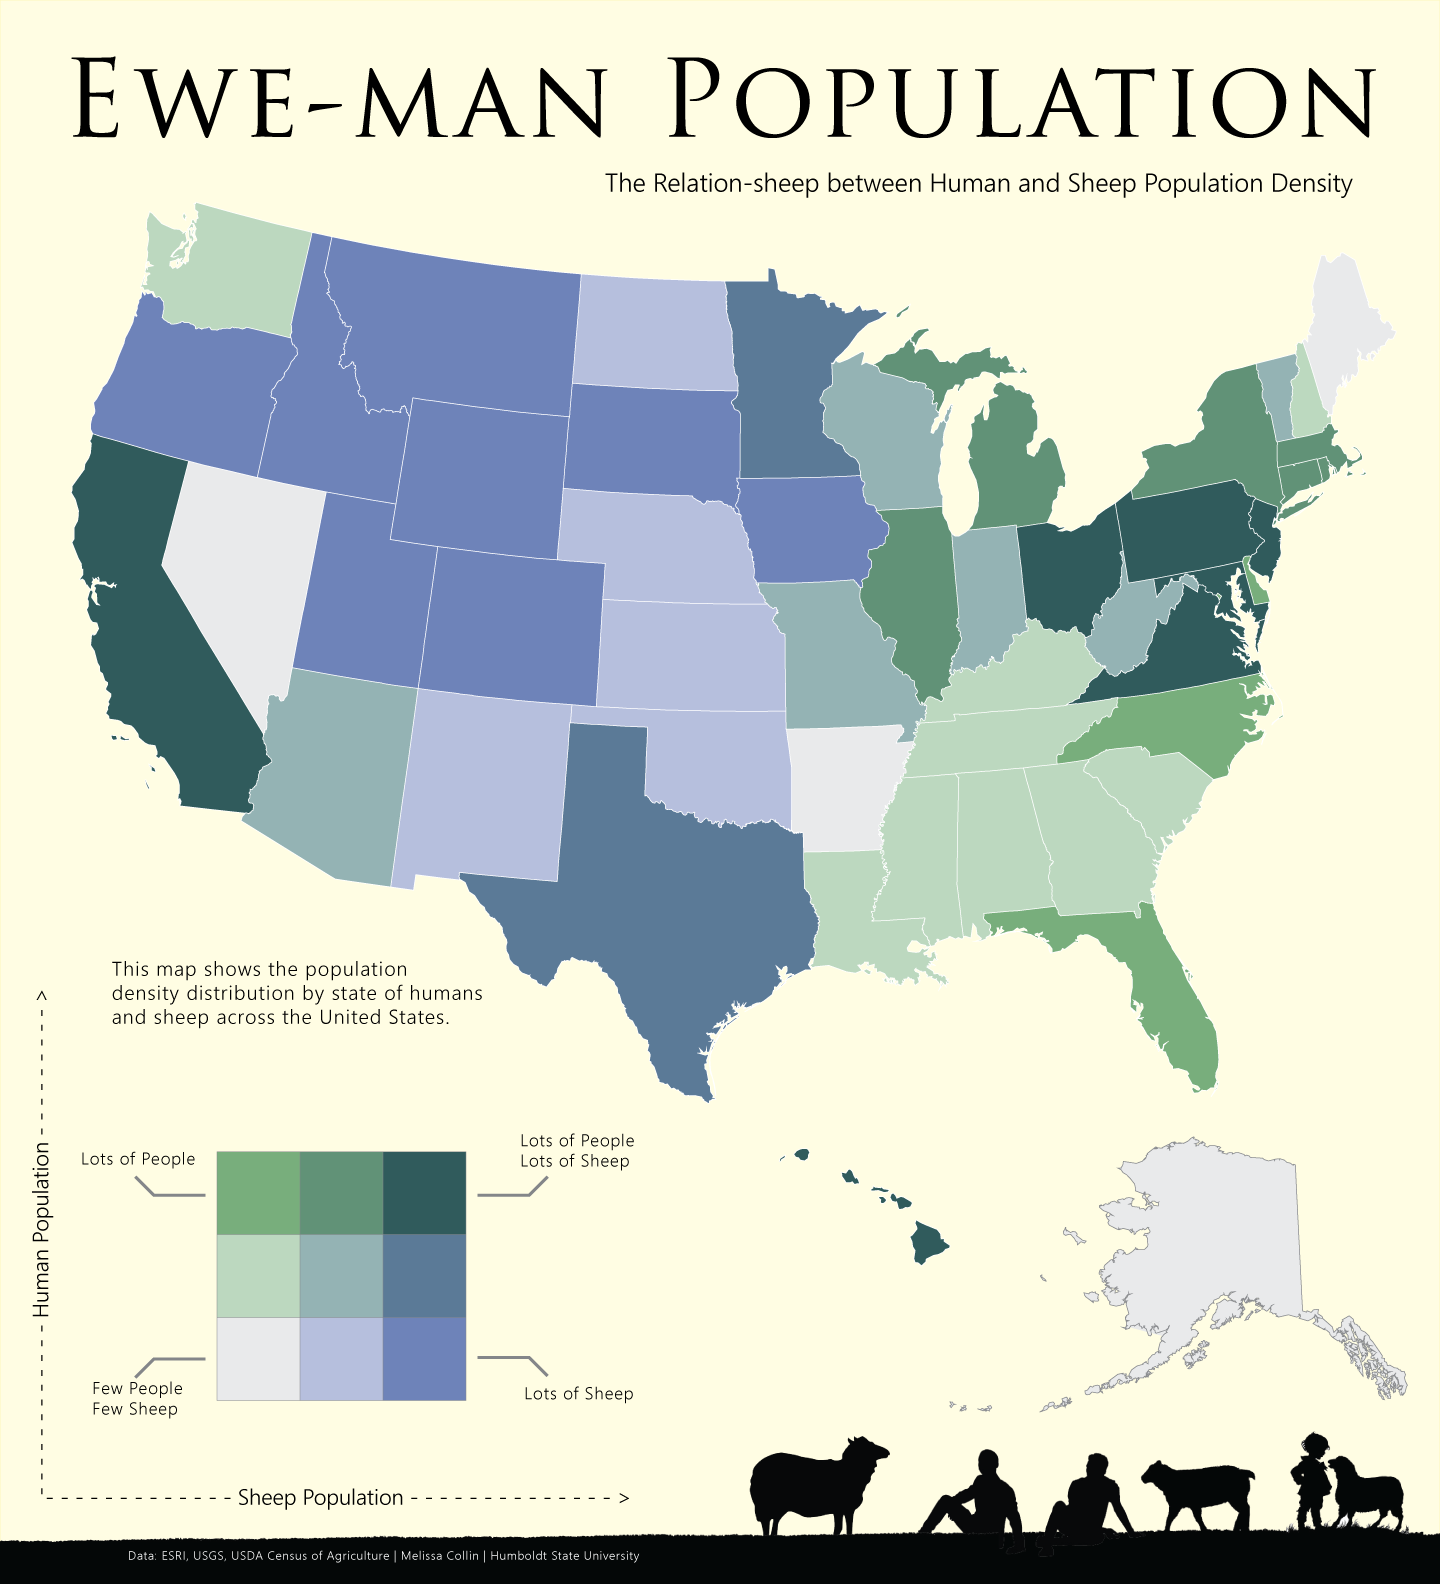 EWE-MAN POPULATION
The Relation-sheep between Human and Sheep Population Density
This map shows the population
density distribution by state of humans
and sheep across the United States.
Lots of People
Lots of People
Lots of Sheep
Few People
Few Sheep
Lots of Sheep
Human Population
Sheep Population
Data: ESRI, USGS, USDA Census of Agriculture | Melissa Collin | Humboldt State University